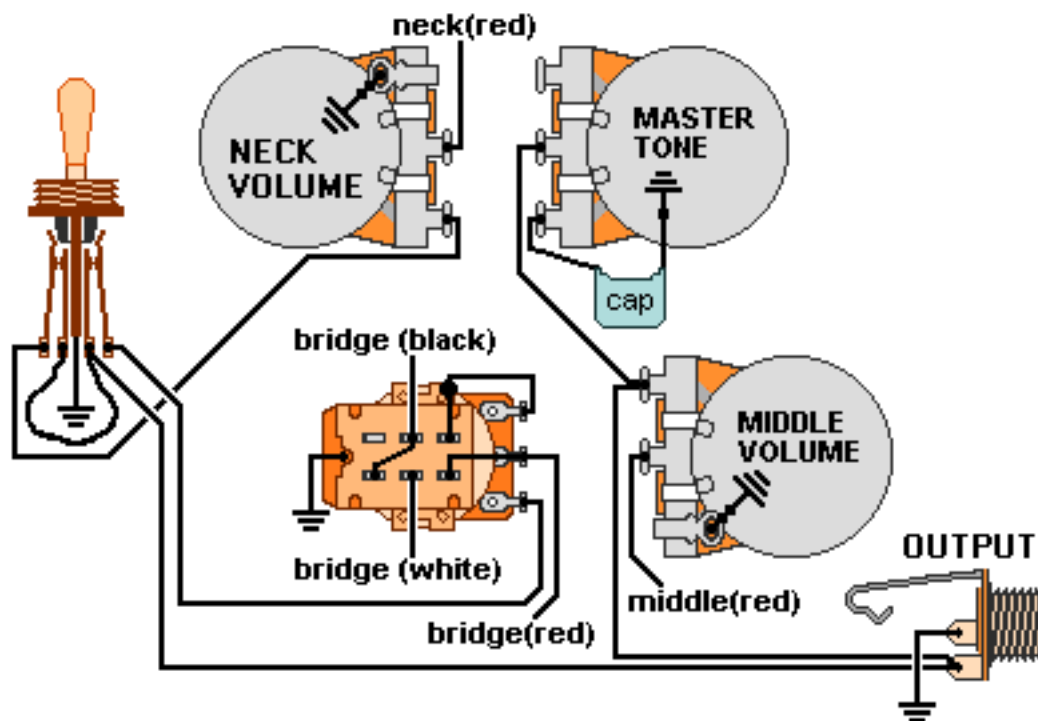 neck(red)
NECK
VOLUME
MASTER
TONE
cap
bridge (black)
MIDDLE
VOLUME
bridge (white)
middle(red)
bridge(red)
OUTPUT